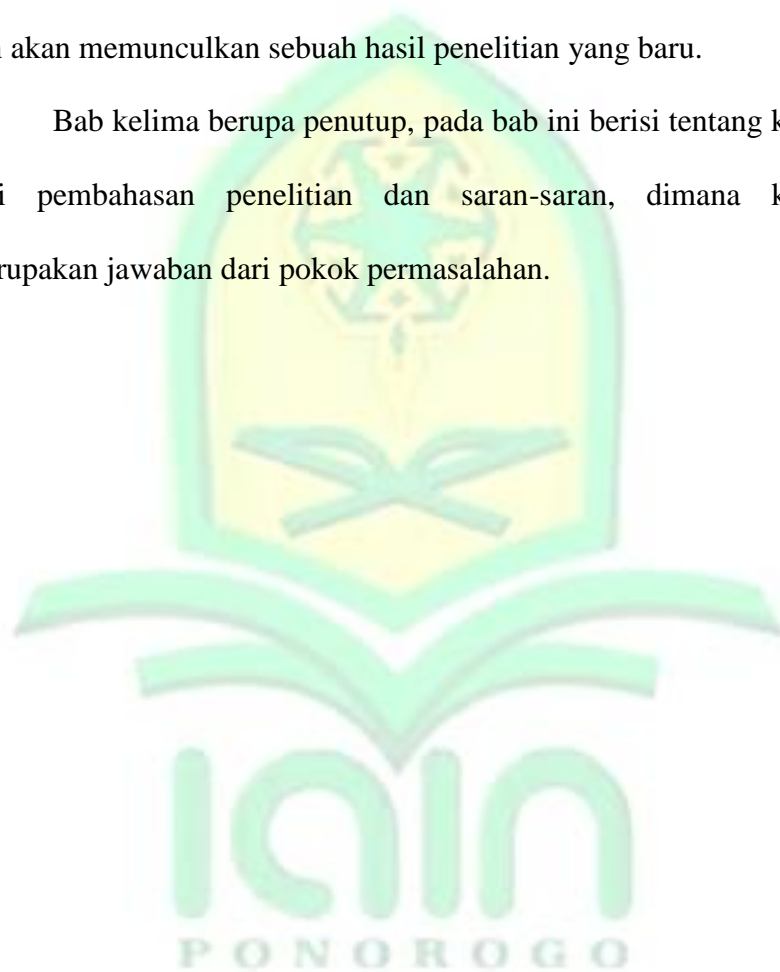 akan memunculkan sebuah hasil penelitian yang baru.
Bab kelima berupa penutup, pada bab ini berisi tentang
pembahasan penelitian dan saran-saran, dimana
jawaban dari pokok permasalahan.
iain
PONOROGO